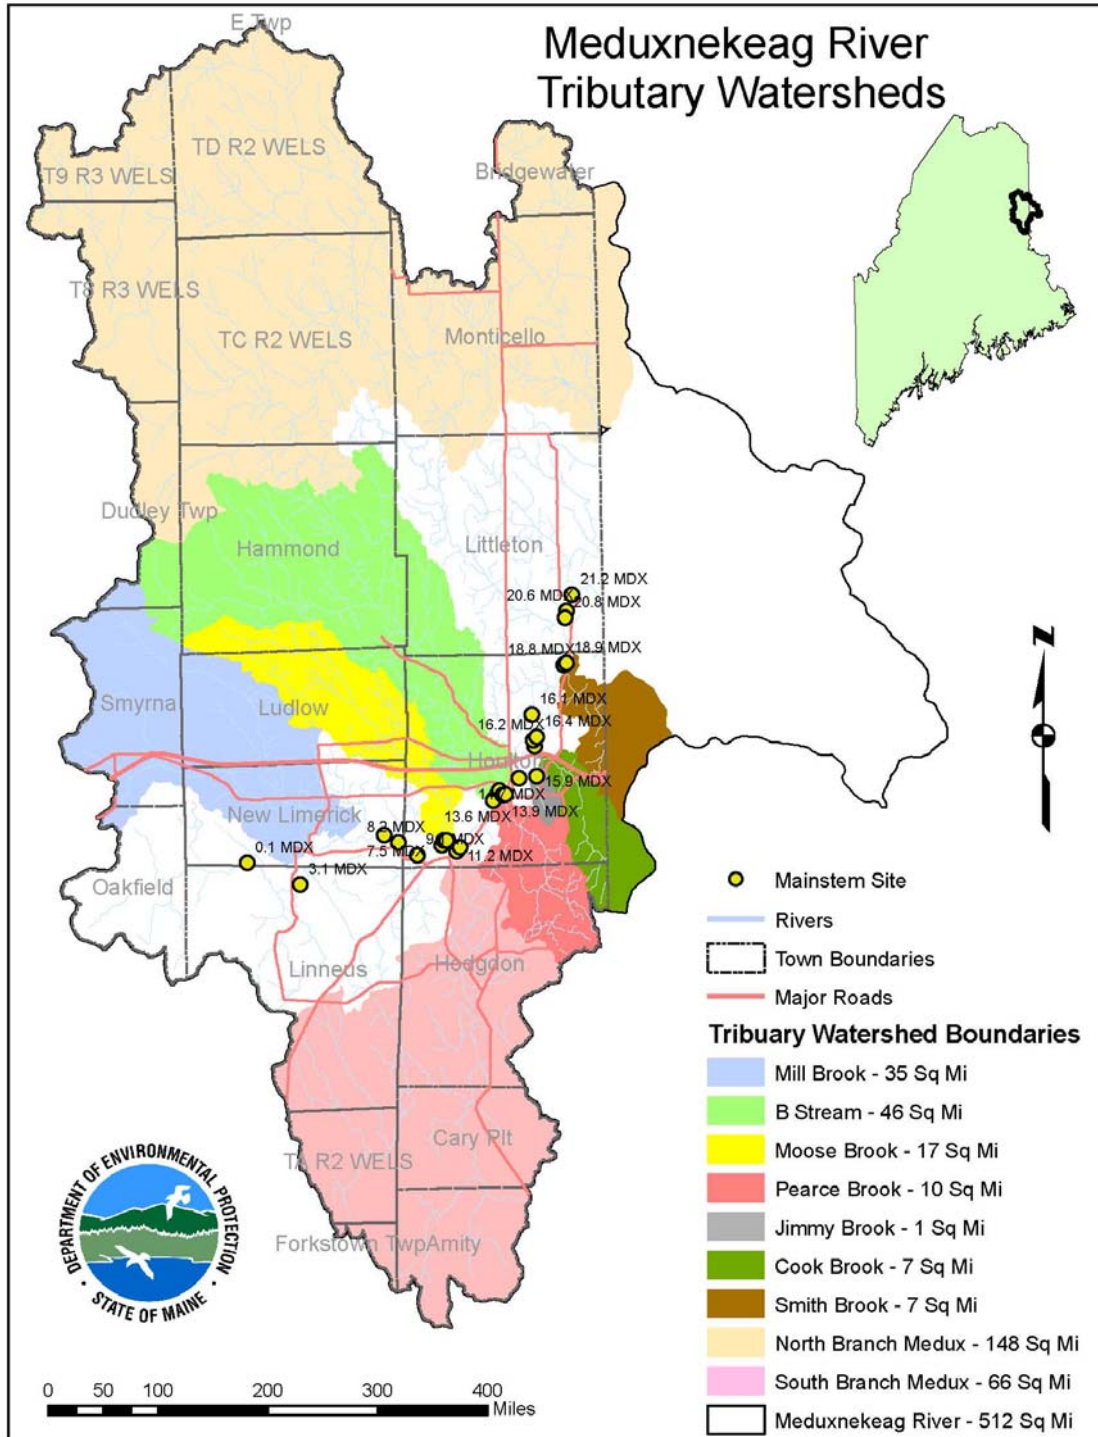 Meduxnekeag River
Tributary Watersheds
E Twp
TD R2 WELS
T9 R3 WELS
Bridgewater
T8 R3 WELS
TC R2 WELS
Monticello
Dudley Twp
Hammond
Littleton
21.2 MDX
20.6 MDX
20.8 MDX
18.8 MDX
18.9 MDX
Smyrna
Ludlow
16.1 MDX
16.2 MDX
16.4 MDX
Houlton
15.9 MDX
New Limerick
13.6 MDX
13.9 MDX
8.2 MDX
7.5 MDX
11.2 MDX
0.1 MDX
3.1 MDX
Oakfield
Linneus
Hodgdon
Cary Plt
TA R2 WELS
Forkstown Twp
Amity
N
Mainstem Site
Rivers
Town Boundaries
Major Roads
Tribuary Watershed Boundaries
Mill Brook - 35 Sq Mi
B Stream - 46 Sq Mi
Moose Brook - 17 Sq Mi
Pearce Brook - 10 Sq Mi
Jimmy Brook - 1 Sq Mi
Cook Brook - 7 Sq Mi
Smith Brook - 7 Sq Mi
North Branch Medux - 148 Sq Mi
South Branch Medux - 66 Sq Mi
Meduxnekeag River - 512 Sq Mi
DEPARTMENT OF ENVIRONMENTAL PROTECTION
STATE OF MAINE
0 50 100 200 300 400
Miles